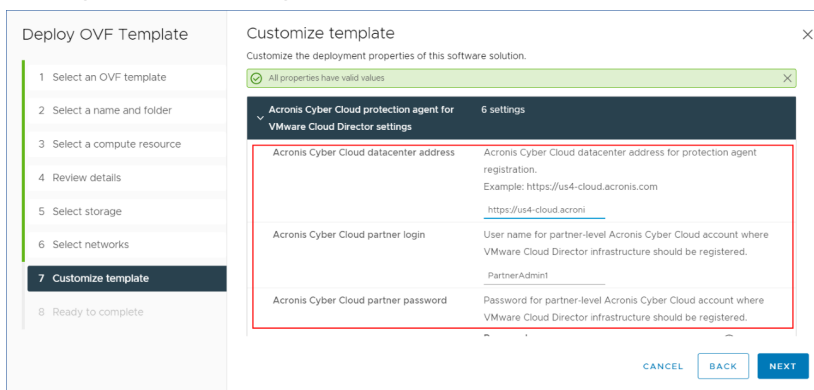 Deploy OVF Template
1 Select an OVF template
2 Select a name and folder
3 Select a compute resource
4 Review details
5 Select storage
6 Select networks
7 Customize template
8 Ready to complete
Customize template
Customize the deployment properties of this software solution.
All properties have valid values
Acronis Cyber Cloud protection agent for
VMware Cloud Director settings
6 settings
Acronis Cyber Cloud datacenter address
Acronis Cyber Cloud datacenter address for protection agent
registration.
Example: https://us4-cloud.acronis.com
https://us4-cloud.acroni
Acronis Cyber Cloud partner login
User name for partner-level Acronis Cyber Cloud account where
VMware Cloud Director infrastructure should be registered.
PartnerAdmin1
Acronis Cyber Cloud partner password
Password for partner-level Acronis Cyber Cloud account where
VMware Cloud Director infrastructure should be registered.
CANCEL
BACK
NEXT